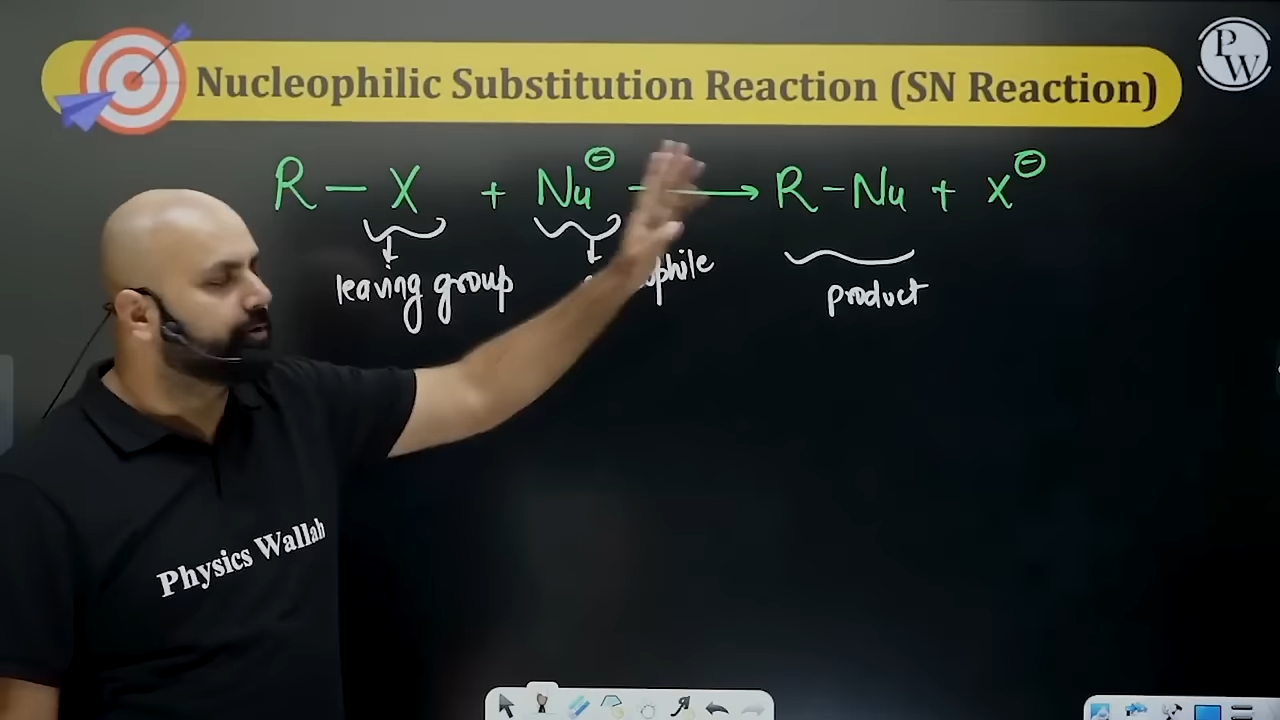 Nucleophilic Substitution Reaction (SN Reaction)
PW
R — X + Nu⊖ ⟶ R - Nu + X⊖
leaving group
product
Physics Wallah